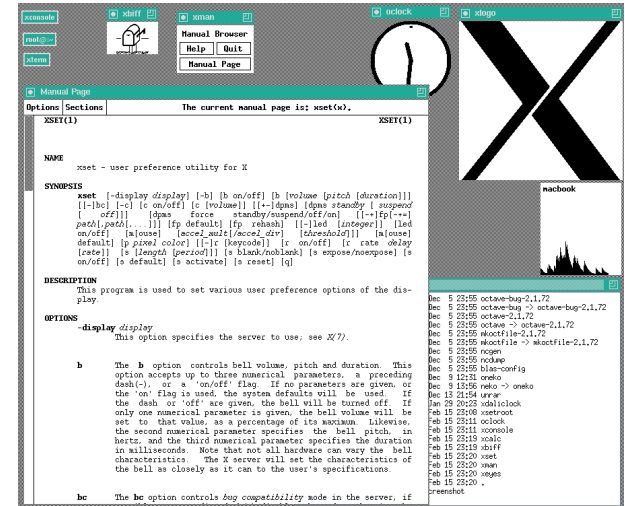 xconsole
root@:~
xterm
xbiff
xman
Manual Browser
Help
Quit
Manual Page
oclock
xlogo
Manual Page
Options
Sections
The current manual page is: xset(x).
XSET(1)
XSET(1)
NAME
xset - user preference utility for X
SYNOPSIS
xset [-display display] [-b] [b on/off] [b [volume [pitch [duration]]]
[[-]bc] [-c] [c on/off] [c [volume]] [[+-]dpms] [dpms standby [ suspend
[ off]]] [dpms force standby/suspend/off/on] [[-+]fp[-+=]
path[,path[,...]]] [fp default] [fp rehash] [[-]led [integer]] [led
on/off] [m[ouse] [accel_mult[/accel_div] [threshold]]] [m[ouse]
default] [p pixel color] [[-]r [keycode]] [r on/off] [r rate delay
[rate]] [s [length [period]]] [s blank/noblank] [s expose/noexpose] [s
on/off] [s default] [s activate] [s reset] [q]
DESCRIPTION
This program is used to set various user preference options of the dis-
play.
OPTIONS
-display display
This option specifies the server to use; see X(7).
b The b option controls bell volume, pitch and duration. This
option accepts up to three numerical parameters, a preceding
dash(-), or a 'on/off' flag. If no parameters are given, or
the 'on' flag is used, the system defaults will be used. If
the dash or 'off' are given, the bell will be turned off. If
only one numerical parameter is given, the bell volume will be
set to that value, as a percentage of its maximum. Likewise,
the second numerical parameter specifies the bell pitch, in
hertz, and the third numerical parameter specifies the duration
in milliseconds. Note that not all hardware can vary the bell
characteristics. The X server will set the characteristics of
the bell as closely as it can to the user's specifications.
bc The bc option controls bug compatibility mode in the server, if
macbook
Dec 5 23:55 octave-bug-2.1.72
Dec 5 23:55 octave-bug -> octave-bug-2.1.72
Dec 5 23:55 octave-2.1.72
Dec 5 23:55 octave -> octave-2.1.72
Dec 5 23:55 mkoctfile-2.1.72
Dec 5 23:55 mkoctfile -> mkoctfile-2.1.72
Dec 5 23:55 ncgen
Dec 5 23:55 ncdump
Dec 5 23:55 blas-config
Dec 9 12:31 oneko
Dec 9 13:56 neko -> oneko
Dec 13 21:54 unrar
Jan 29 20:23 xdaliclock
Feb 15 23:08 xsetroot
Feb 15 23:11 oclock
Feb 15 23:11 xconsole
Feb 15 23:19 xcalc
Feb 15 23:19 xbiff
Feb 15 23:20 xset
Feb 15 23:20 xman
Feb 15 23:20 xeyes
Feb 15 23:20 .
creenshot